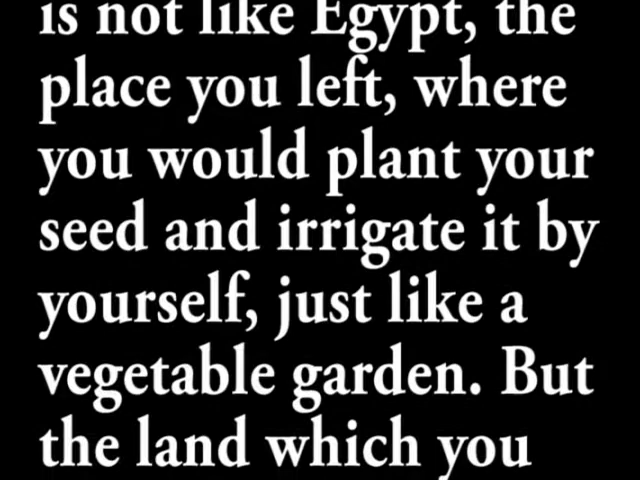 is not like Egypt, the
place you left, where
you would plant your
seed and irrigate it by
yourself, just like a
vegetable garden. But
the land which you